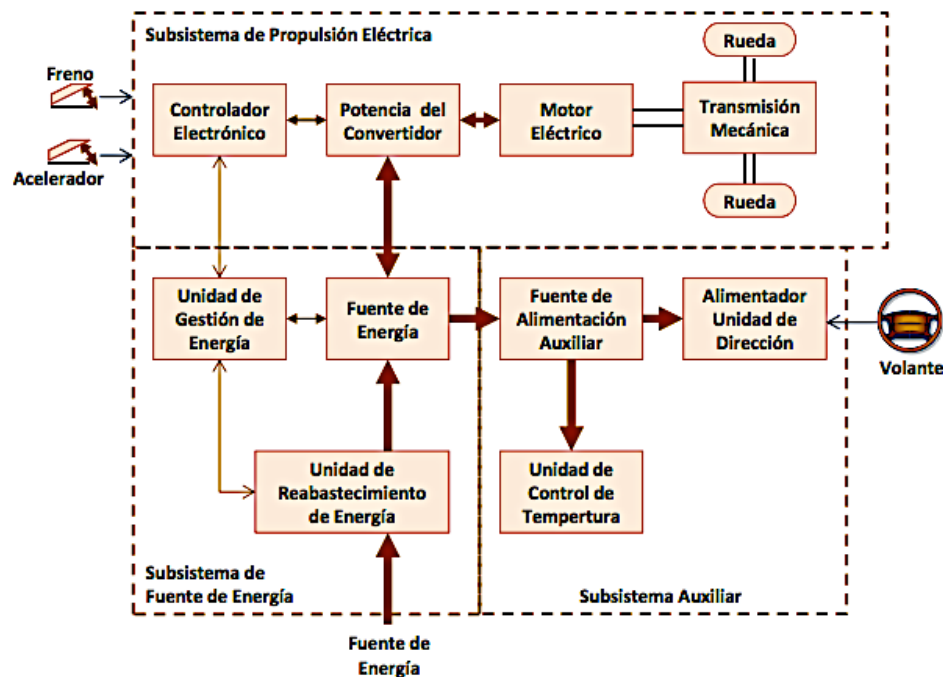 Subsistema de Propulsión Eléctrica
Rueda
Freno
Controlador
Electrónico
Potencia del
Convertidor
Motor
Eléctrico
Transmisión
Mecánica
Acelerador
Rueda
Unidad de
Gestión de
Energía
Fuente de
Energía
Fuente de
Alimentación
Auxiliar
Alimentador
Unidad de
Dirección
Volante
Unidad de
Reabastecimiento
de Energía
Unidad de
Control de
Tempertura
Subsistema de
Fuente de Energía
Subsistema Auxiliar
Fuente de
Energía